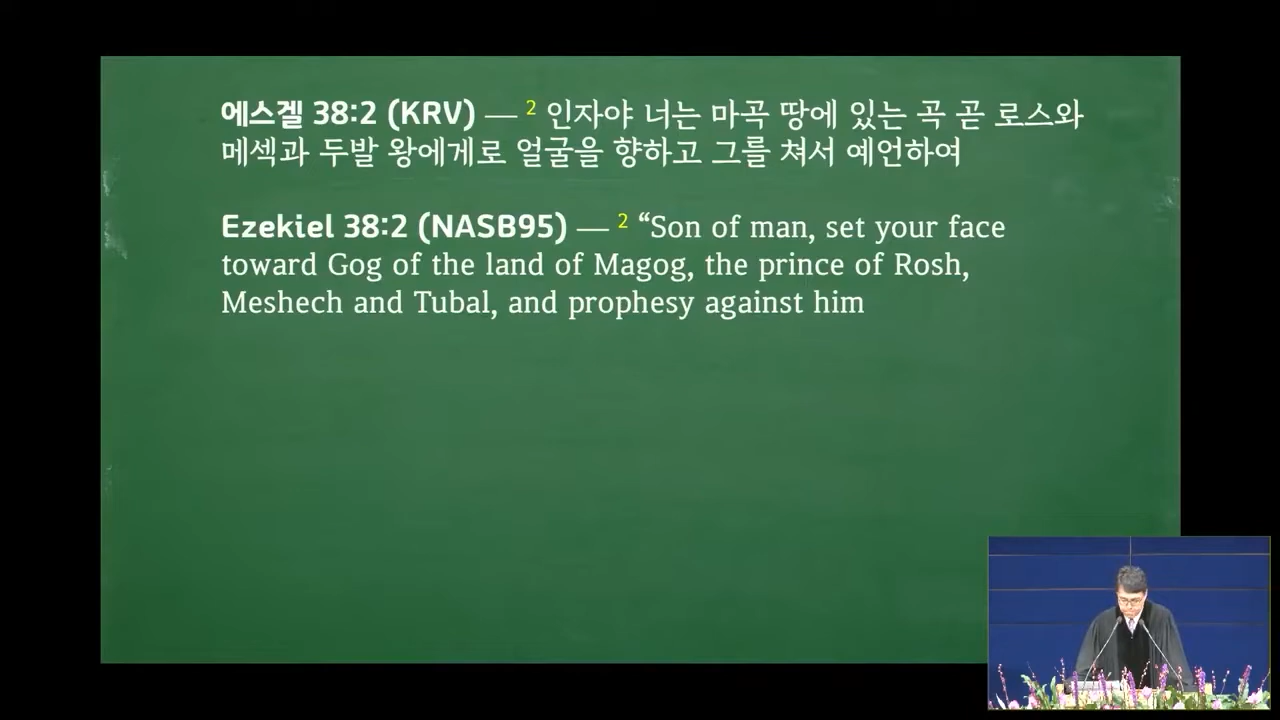 에스겔 38:2 (KRV) — 2 인자야 너는 마곡 땅에 있는 곡 곧 로스와
메섹과 두발 왕에게로 얼굴을 향하고 그를 쳐서 예언하여
Ezekiel 38:2 (NASB95) — 2 “Son of man, set your face
toward Gog of the land of Magog, the prince of Rosh,
Meshech and Tubal, and prophesy against him